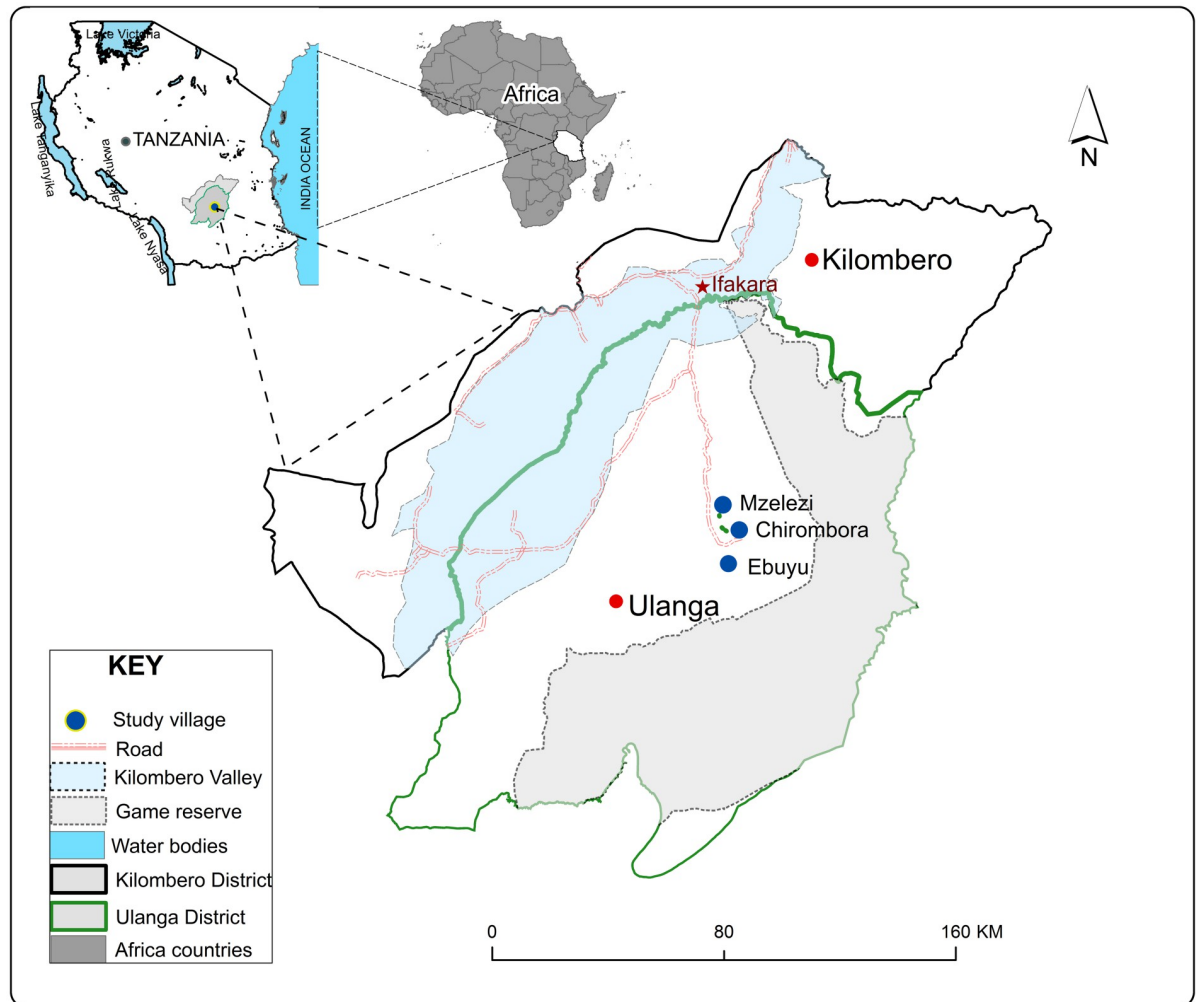 Lake Victoria
Africa
TANZANIA
Lake Tanganyika
Lake Rukwa
Lake Nyasa
INDIA OCEAN
N
Kilombero
Ifakara
Mzelezi
Chirombora
Ebuyu
Ulanga
KEY
Study village
Road
Kilombero Valley
Game reserve
Water bodies
Kilombero District
Ulanga District
Africa countries
0 80 160 KM